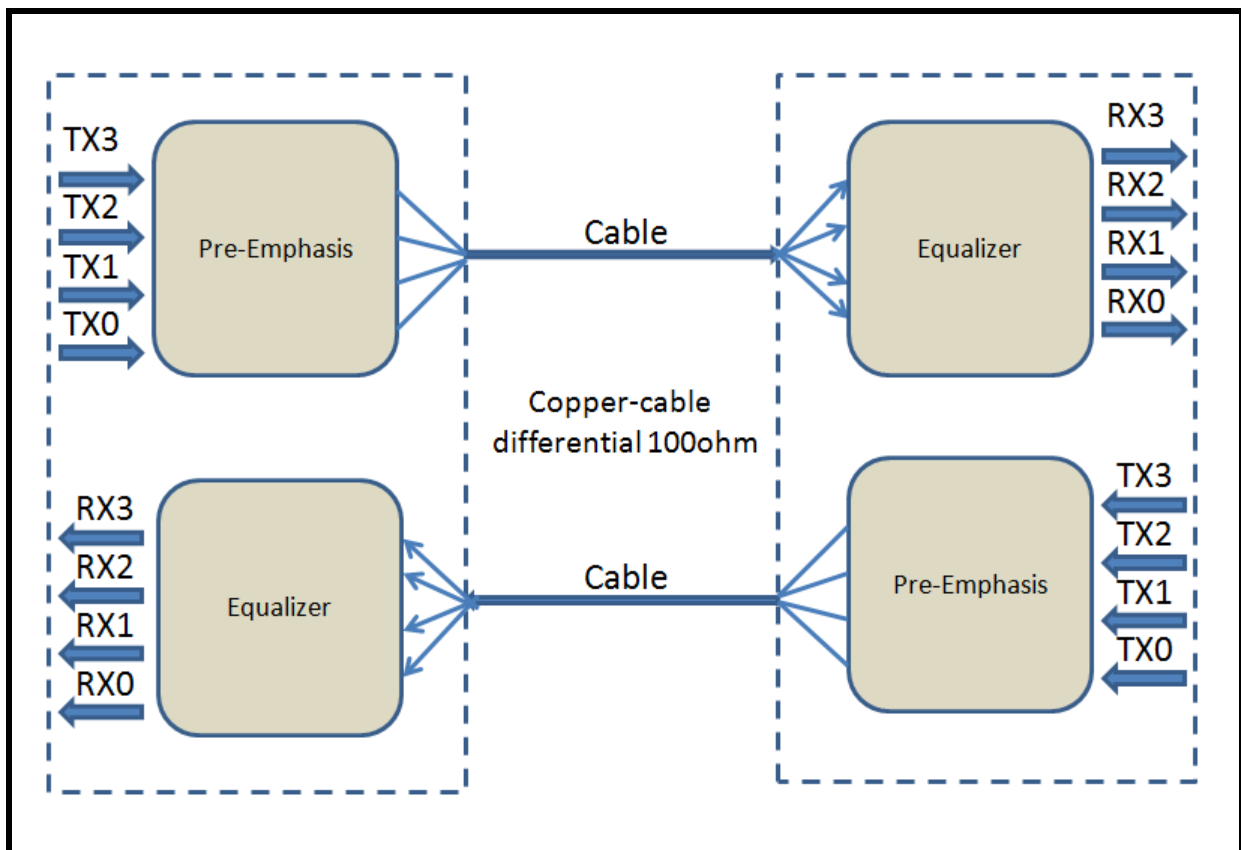 TX3
TX2
TX1
TX0
Pre-Emphasis
Cable
Equalizer
RX3
RX2
RX1
RX0
Copper-cable
differential 100ohm
RX3
RX2
RX1
RX0
Equalizer
Cable
Pre-Emphasis
TX3
TX2
TX1
TX0